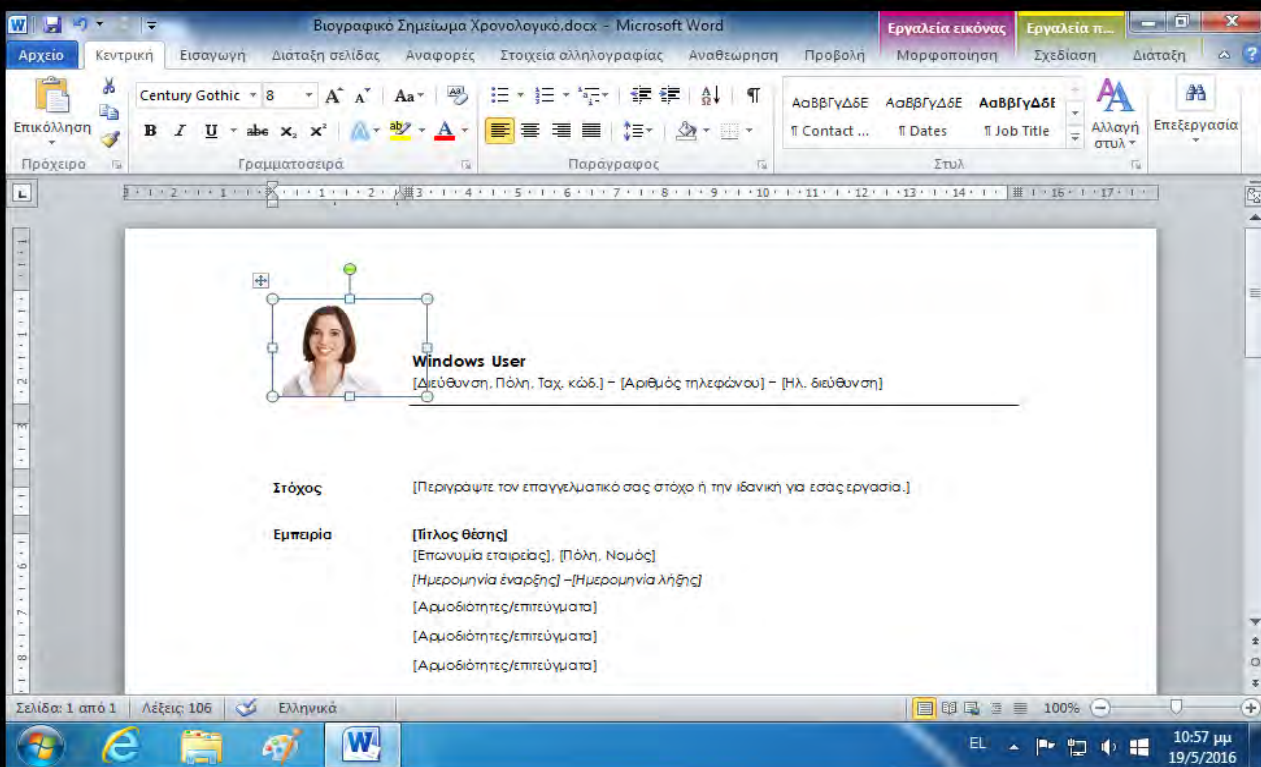 Βιογραφικό Σημείωμα Χρονολογικό.docx - Microsoft Word
Εργαλεία εικόνας
Εργαλεία π...
Αρχείο Κεντρική Εισαγωγή Διάταξη σελίδας Αναφορές Στοιχεία αλληλογραφίας Αναθεώρηση Προβολή Μορφοποίηση Σχεδίαση Διάταξη
Επικόλληση
Century Gothic 8
ΑαΒβΓγΔδΕ ΑαΒβΓγΔδΕ ΑαΒβΓγΔδΕ
¶ Contact ... ¶ Dates ¶ Job Title
Αλλαγή στυλ
Επεξεργασία
Πρόχειρο Γραμματοσειρά Παράγραφος Στυλ
Windows User
[Διεύθυνση, Πόλη, Ταχ. κώδ.] – [Αριθμός τηλεφώνου] – [Ηλ. διεύθυνση]
Στόχος [Περιγράψτε τον επαγγελματικό σας στόχο ή την ιδανική για εσάς εργασία.]
Εμπειρία [Τίτλος θέσης]
[Επωνυμία εταιρείας], [Πόλη, Νομός]
[Ημερομηνία έναρξης] –[Ημερομηνία λήξης]
[Αρμοδιότητες/επιτεύγματα]
[Αρμοδιότητες/επιτεύγματα]
[Αρμοδιότητες/επιτεύγματα]
Σελίδα: 1 από 1 Λέξεις: 106 Ελληνικά 100%
EL 10:57 μμ
19/5/2016